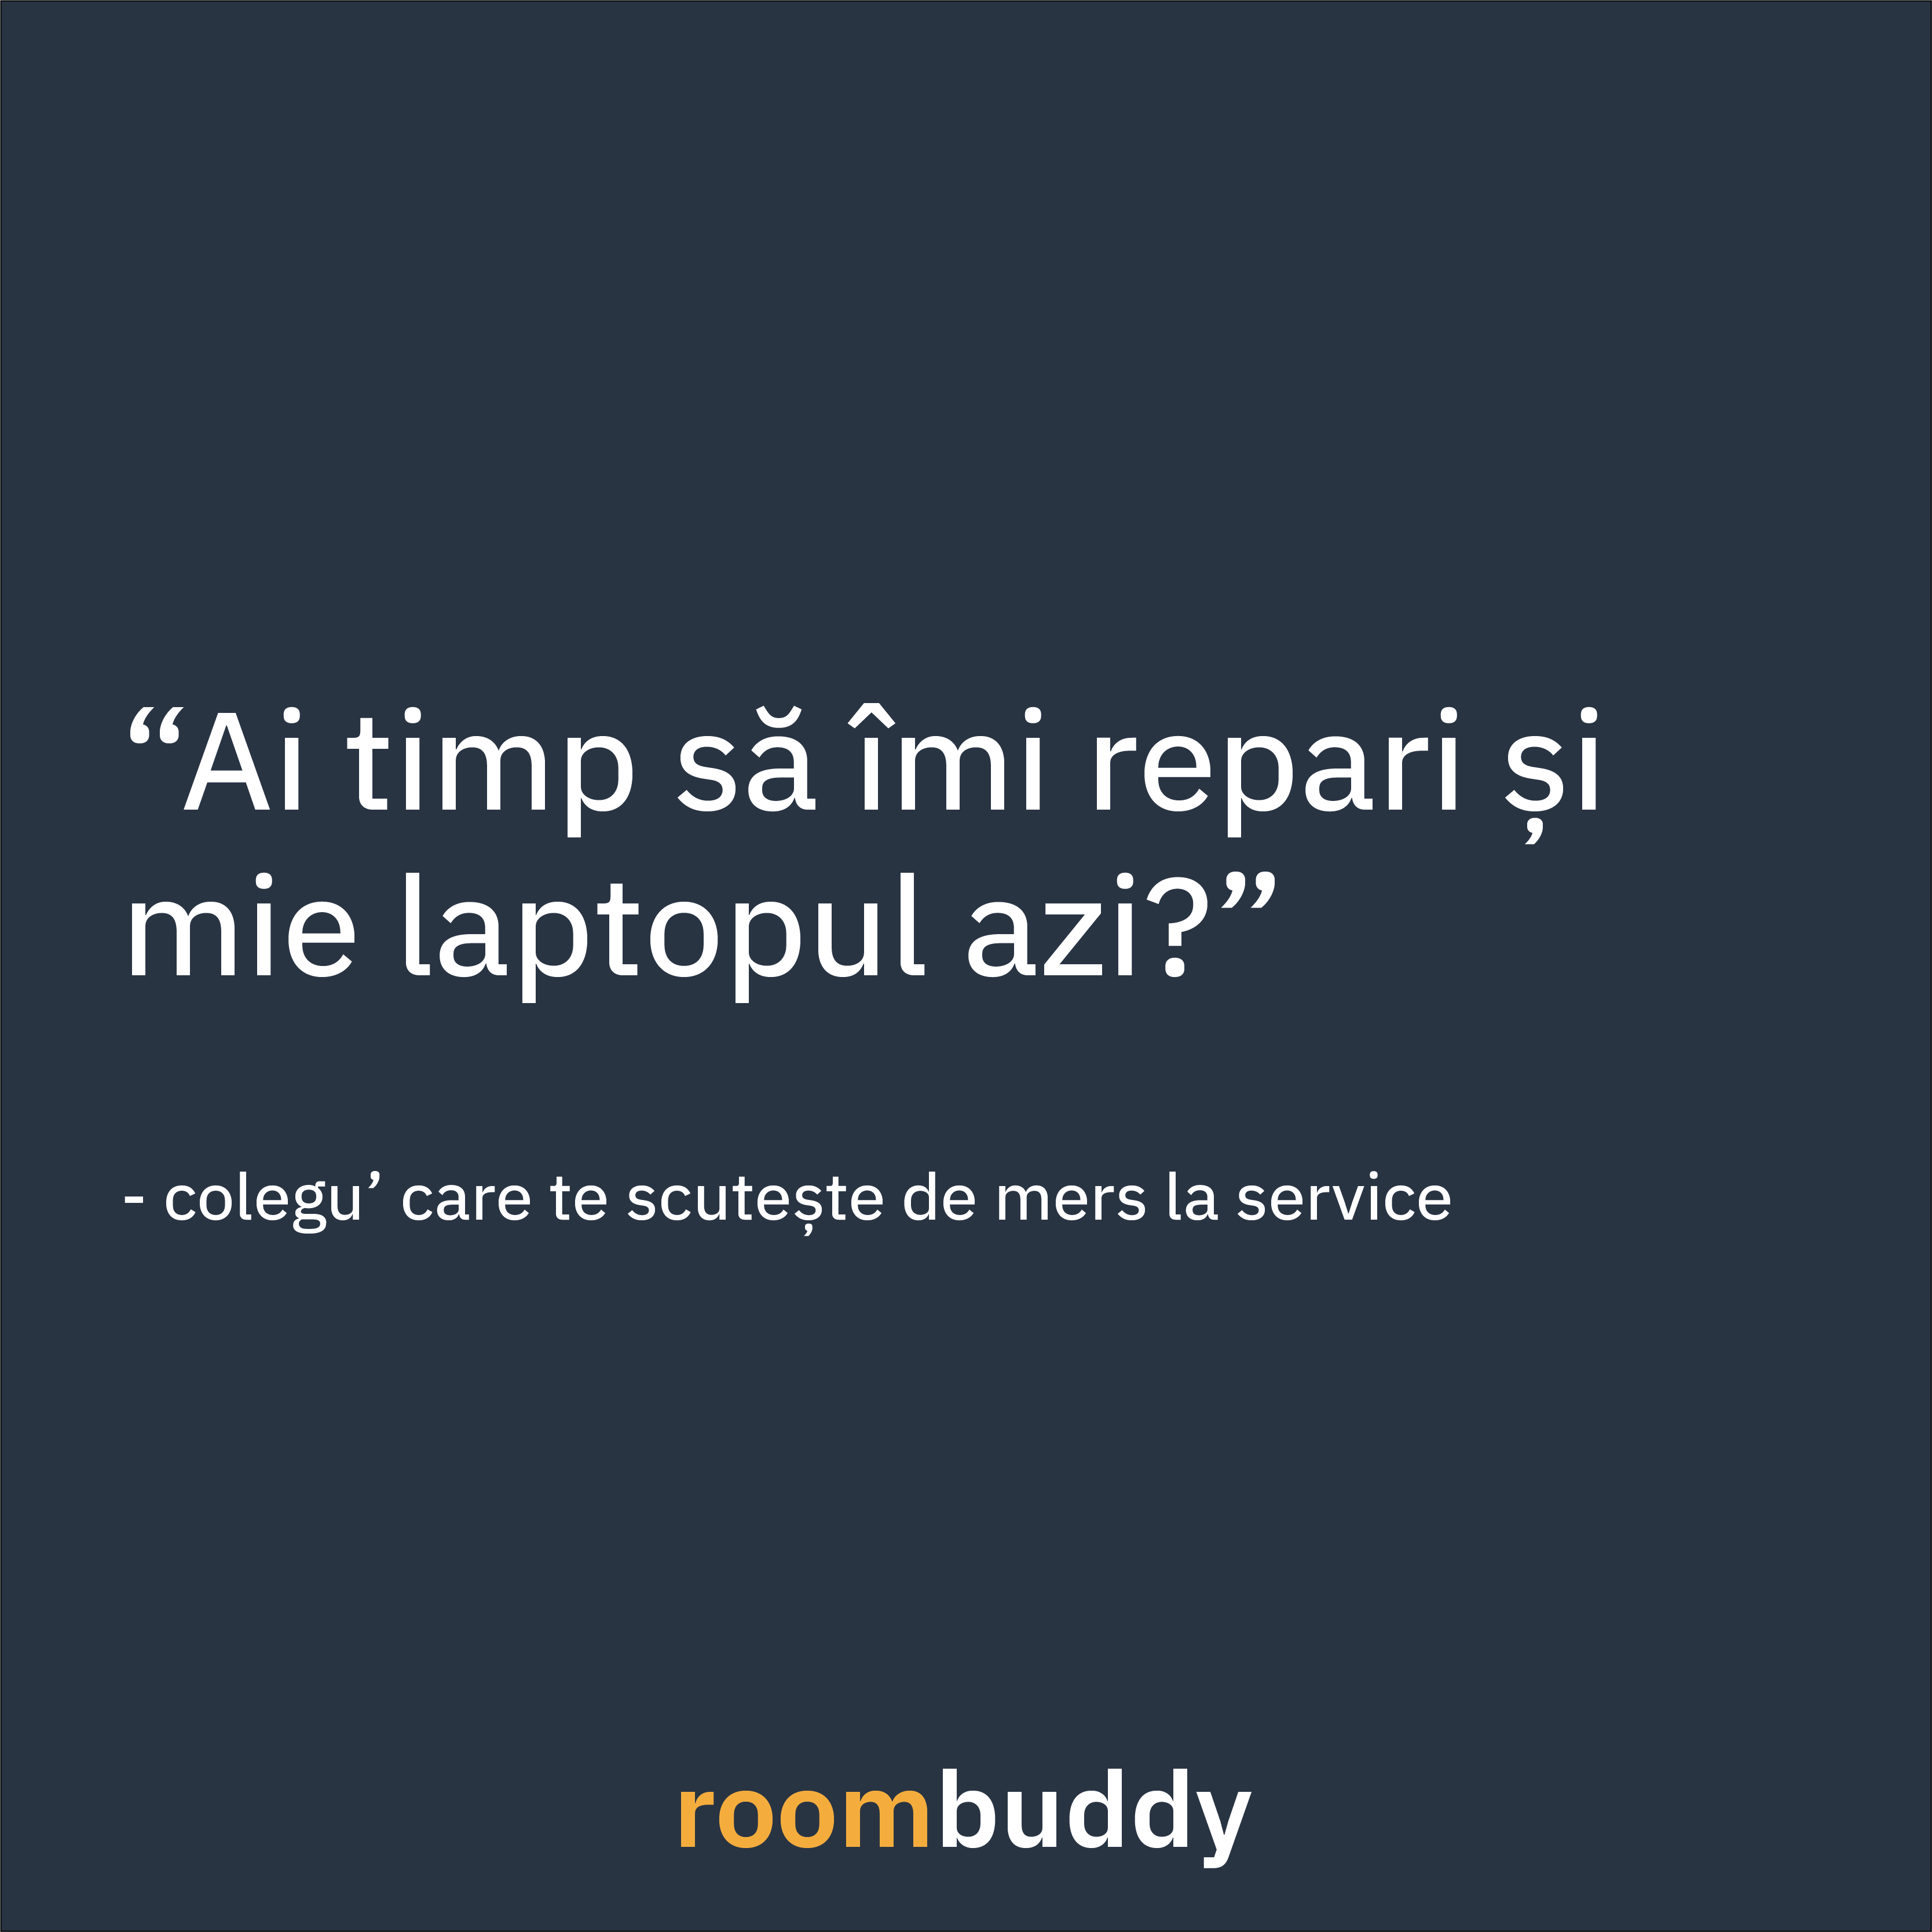 “Ai timp să îmi repari și
mie laptopul azi?”
- colegu’ care te scutește de mers la service
roombuddy